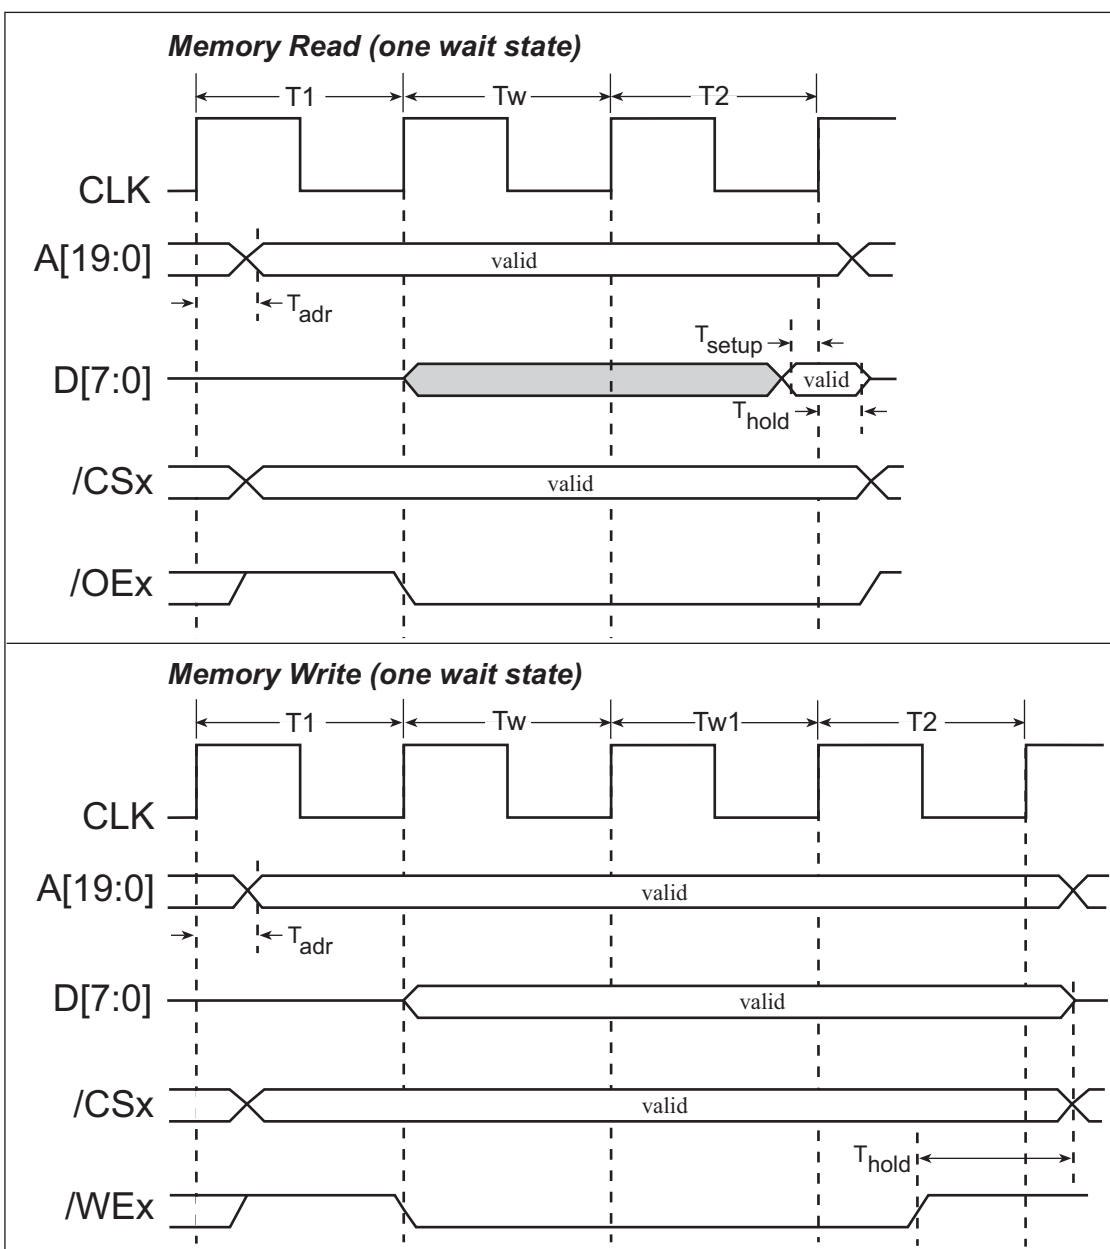 Memory Read (one wait state)
T1 Tw T2
CLK
A[19:0] valid
Tadr
Tsetup
D[7:0] valid
Thold
/CSx valid
/OEx
Memory Write (one wait state)
T1 Tw Tw1 T2
CLK
A[19:0] valid
Tadr
D[7:0] valid
/CSx valid
Thold
/WEx